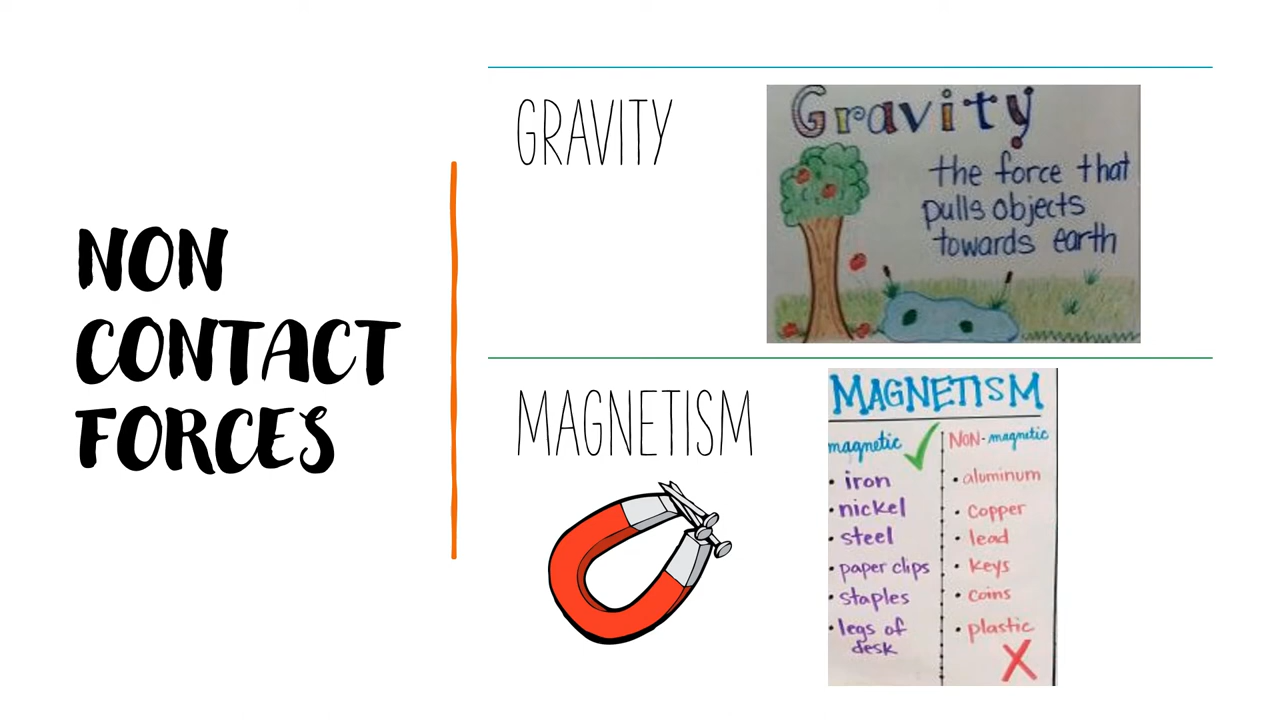 NON
CONTACT
FORCES
GRAVITY
Gravity
the force that
pulls objects
towards earth
MAGNETISM
MAGNETISM
magnetic
NON-magnetic
• iron
• nickel
• steel
• paper clips
• staples
• legs of
desk
• aluminum
• copper
• lead
• keys
• coins
• plastic